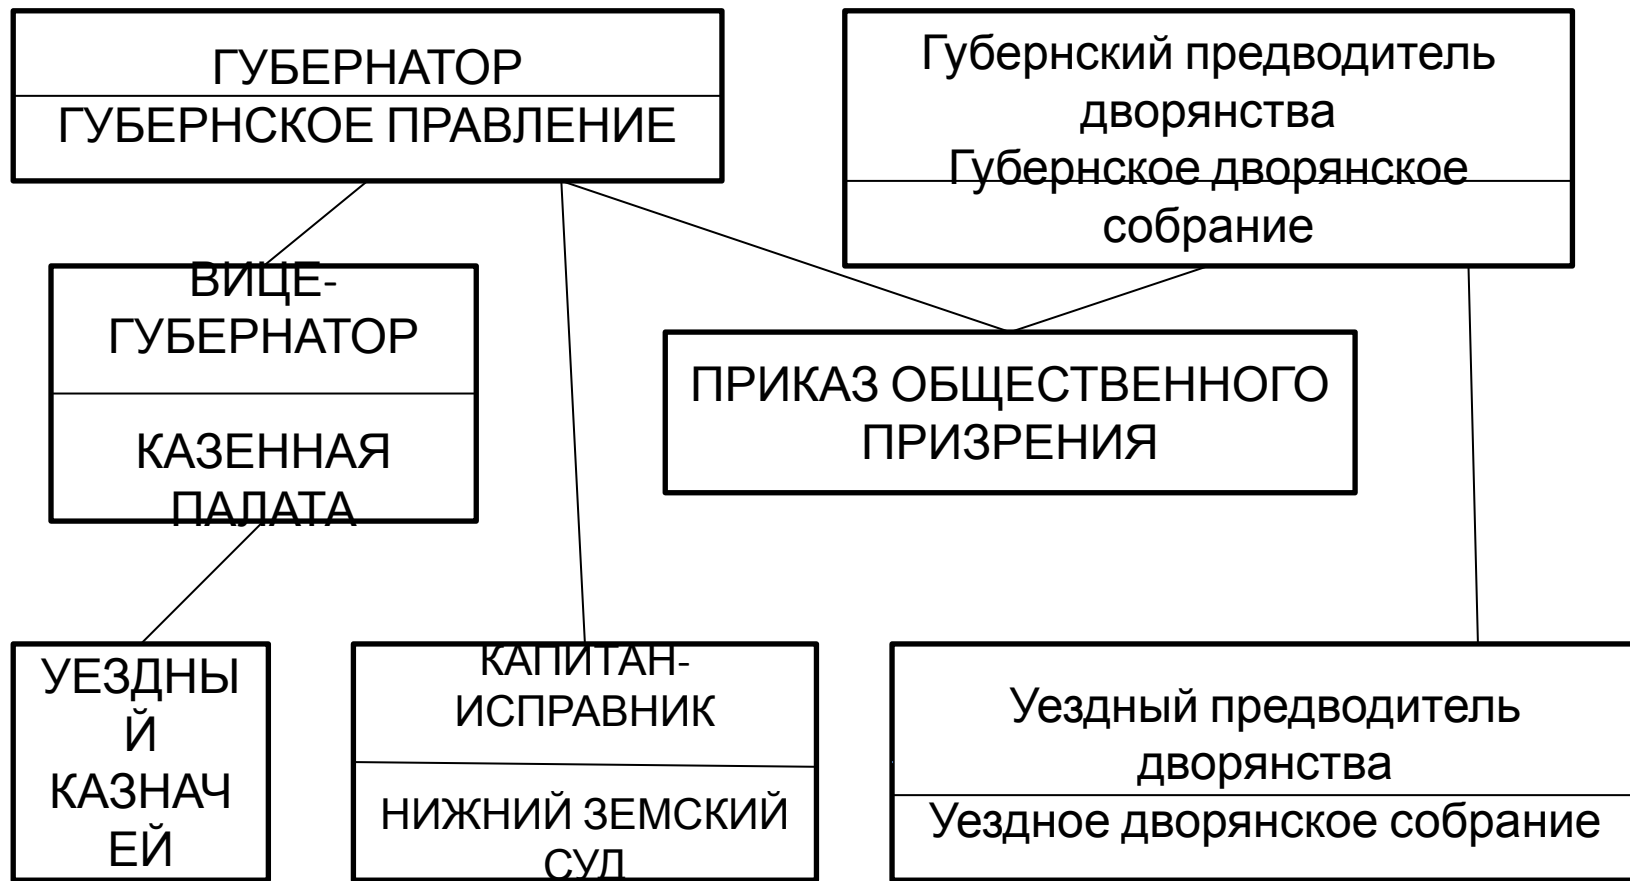 ГУБЕРНАТОР
ГУБЕРНСКОЕ ПРАВЛЕНИЕ
Губернский предводитель
дворянства
Губернское дворянское
собрание
ВИЦЕ-
ГУБЕРНАТОР
КАЗЕННАЯ
ПАЛАТА
ПРИКАЗ ОБЩЕСТВЕННОГО
ПРИЗРЕНИЯ
УЕЗДНЫ
Й
КАЗНАЧ
ЕЙ
КАПИТАН-
ИСПРАВНИК
НИЖНИЙ ЗЕМСКИЙ
СУД
Уездный предводитель
дворянства
Уездное дворянское собрание